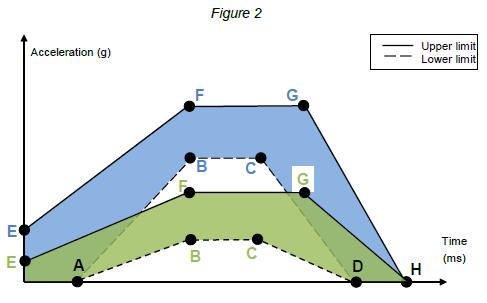 Figure 2
Acceleration (g)
Upper limit
Lower limit
F
G
B
C
F
G
E
B
C
E
A
D
H
Time
(ms)